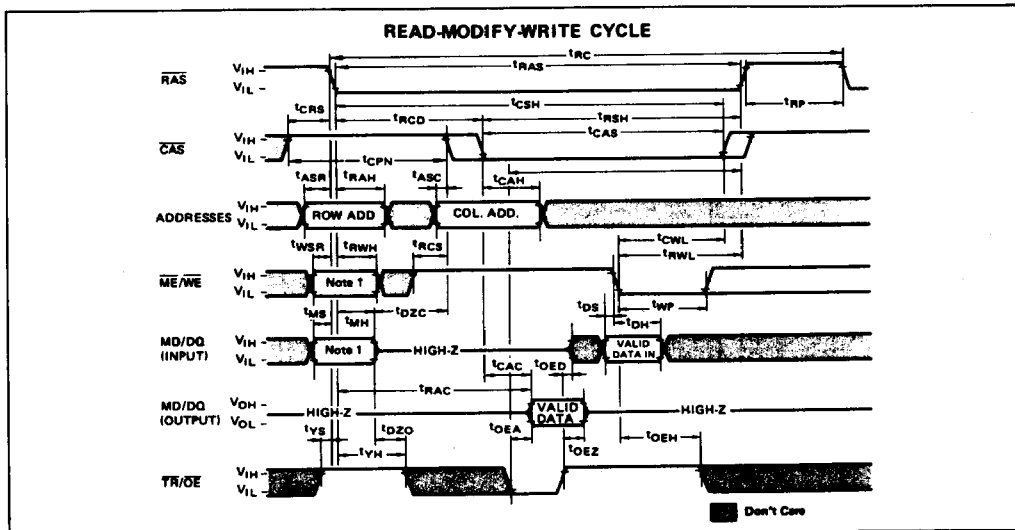 READ-MODIFY-WRITE CYCLE
tRC
tRAS
RAS
VIH
VIL
tCRS
tCSH
tRP
tRCD
tRSH
tCAS
CAS
VIH
VIL
tCPN
tASR
tRAH
tASC
tCAH
ADDRESSES
VIH
VIL
ROW ADD
COL. ADD.
tWSR
tRWH
tRCS
tCWL
tRWL
ME/WE
VIH
VIL
Note 1
tMS
tMH
tDZC
tDS
tWP
tDH
MD/DQ
(INPUT)
VIH
VIL
Note 1
HIGH-Z
VALID
DATA IN
tCAC
tOED
tRAC
MD/DQ
(OUTPUT)
VOH
VOL
HIGH-Z
VALID
DATA
HIGH-Z
tYS
tDZO
tOEA
tOEZ
tOEH
tYH
TR/OE
VIH
VIL
Don't Care